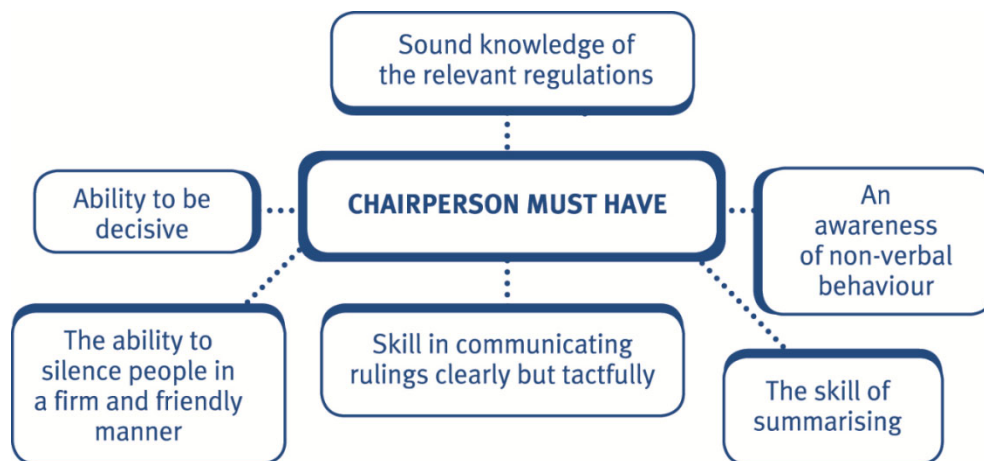 Sound knowledge of
the relevant regulations
Ability to be
decisive
CHAIRPERSON MUST HAVE
An
awareness
of non-verbal
behaviour
The ability to
silence people in
a firm and friendly
manner
Skill in communicating
rulings clearly but tactfully
The skill of
summarising